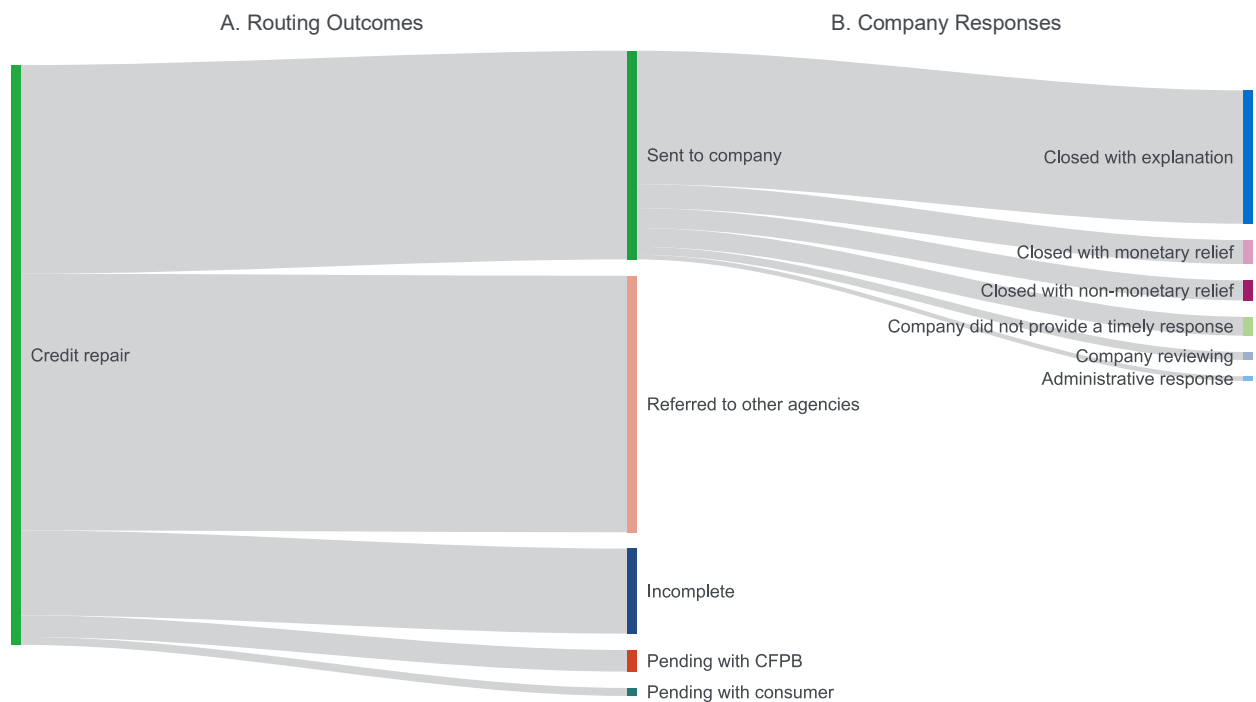 A. Routing Outcomes
B. Company Responses
Credit repair
Sent to company
Referred to other agencies
Incomplete
Pending with CFPB
Pending with consumer
Closed with explanation
Closed with monetary relief
Closed with non-monetary relief
Company did not provide a timely response
Company reviewing
Administrative response